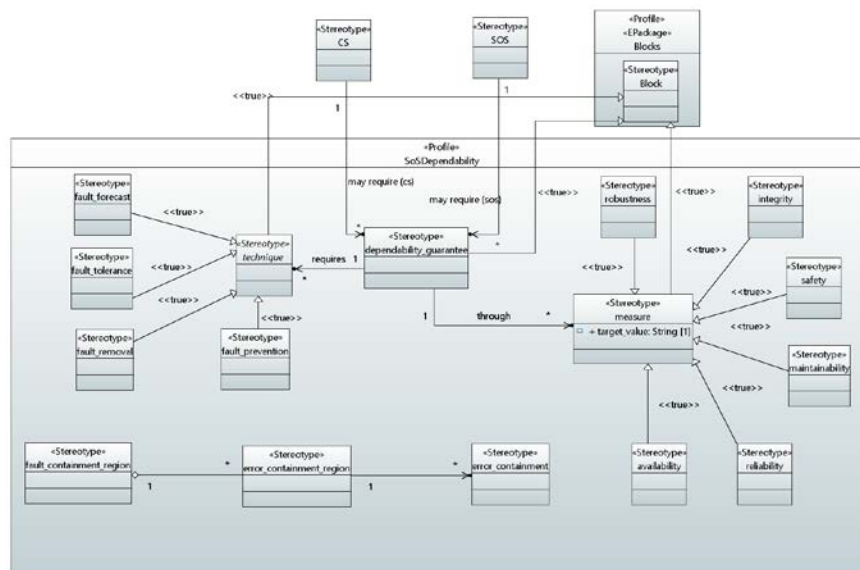 «Stereotype»
CS
«Stereotype»
SOS
«Profile»
«EPackage»
Blocks
«Stereotype»
Block
<<true>>
1
1
«Profile»
SoSDependability
may require (cs)
may require (sos)
*
*
<<true>>
«Stereotype»
fault_forecast
<<true>>
«Stereotype»
fault_tolerance
<<true>>
«Stereotype»
fault_removal
<<true>>
«Stereotype»
technique
<<true>>
«Stereotype»
fault_prevention
requires
1
*
«Stereotype»
dependability_guarantee
1
through
*
«Stereotype»
robustness
<<true>>
<<true>>
«Stereotype»
integrity
<<true>>
«Stereotype»
safety
<<true>>
«Stereotype»
measure
+ target_value: String [1]
<<true>>
«Stereotype»
maintainability
<<true>>
<<true>>
«Stereotype»
availability
«Stereotype»
reliability
«Stereotype»
fault_containment_region
1
*
«Stereotype»
error_containment_region
1
*
«Stereotype»
error_containment